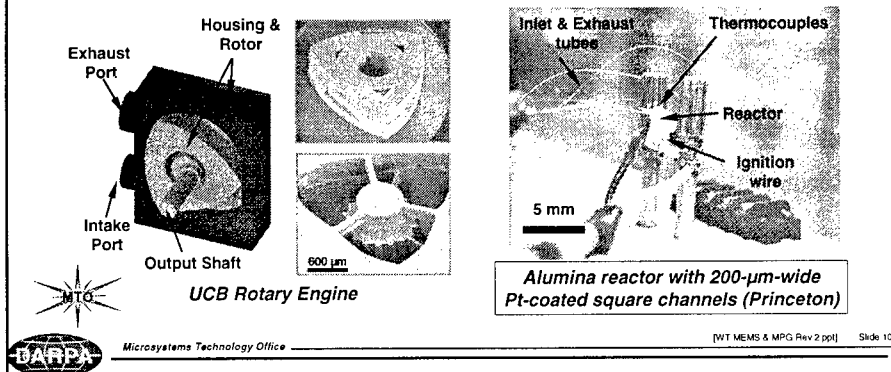 Housing &
Rotor
Exhaust
Port
Intake
Port
Output Shaft
600 µm
UCB Rotary Engine
Inlet & Exhaust
tubes
Thermocouples
Reactor
Ignition
wire
5 mm
Alumina reactor with 200-µm-wide
Pt-coated square channels (Princeton)
MTO
DARPA
Microsystems Technology Office
[WT MEMS & MPG Rev 2.ppt] Slide 10